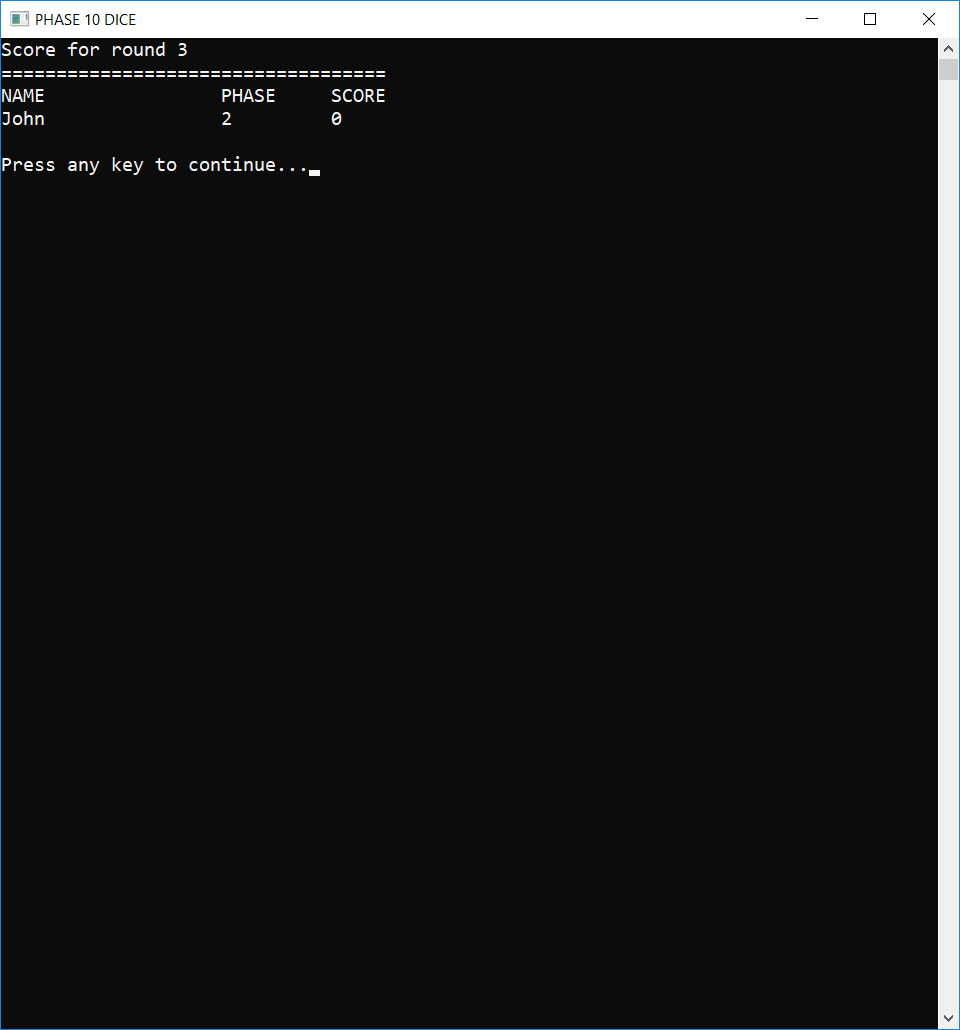 PHASE 10 DICE
Score for round 3
===================================
NAME                PHASE     SCORE
John                2         0
Press any key to continue...